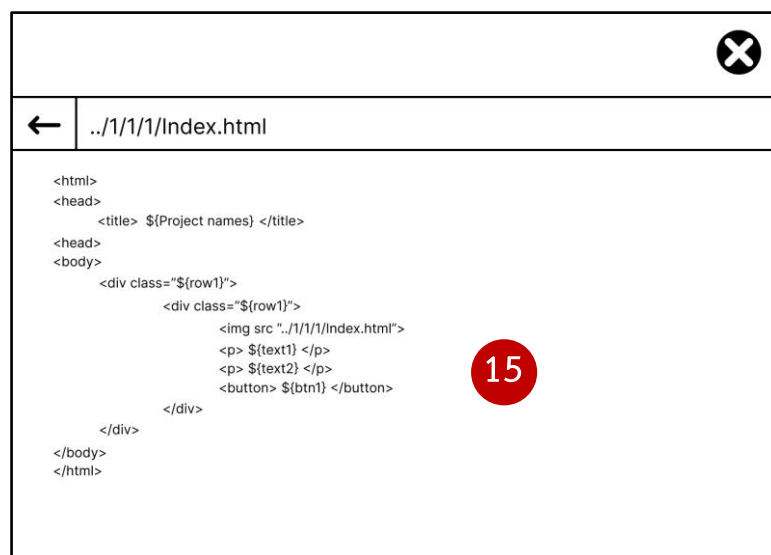 ../1/1/1/Index.html
<html>
<head>
<title> ${Project names} </title>
<head>
<body>
<div class="${row1}">
<div class="${row1}">
<img src "../1/1/1/Index.html">
<p> ${text1} </p>
<p> ${text2} </p>
<button> ${btn1} </button>
15
</div>
</div>
</body>
</html>